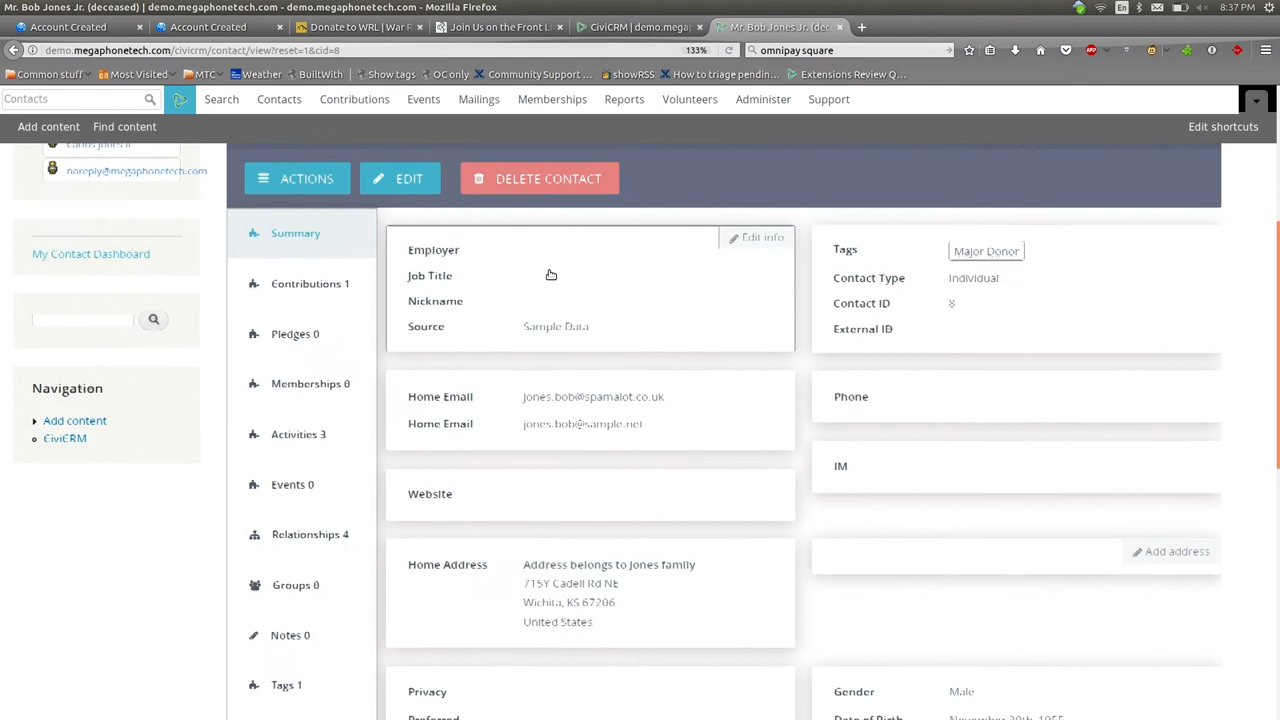 Mr. Bob Jones Jr. (deceased) | demo.megaphonetech.com - demo.megaphonetech.com - Mozilla Firefox
En
8:37 PM
Account Created
Account Created
Donate to WRL | War R
Join Us on the Front L
CiviCRM | demo.mega
Mr. Bob Jones Jr. (dece
demo.megaphonetech.com/civicrm/contact/view?reset=1&cid=8
133%
omnipay square
Common stuff
Most Visited
MTC
Weather
BuiltWith
Show tags
OC only
Community Support ...
showRSS
How to triage pendin...
Extensions Review Q...
Contacts
Search
Contacts
Contributions
Events
Mailings
Memberships
Reports
Volunteers
Administer
Support
Add content
Find content
Edit shortcuts
Carlos Jones II
noreply@megaphonetech.com
My Contact Dashboard
Navigation
Add content
CiviCRM
ACTIONS
EDIT
DELETE CONTACT
Summary
Contributions 1
Pledges 0
Memberships 0
Activities 3
Events 0
Relationships 4
Groups 0
Notes 0
Tags 1
Edit info
Employer
Job Title
Nickname
Source Sample Data
Tags Major Donor
Contact Type Individual
Contact ID 8
External ID
Home Email jones.bob@spamalot.co.uk
Home Email jones.bob@sample.net
Phone
IM
Website
Home Address Address belongs to Jones family
715Y Cadell Rd NE
Wichita, KS 67206
United States
Add address
Privacy
Preferred
Gender Male
Date of Birth November 29th, 1955